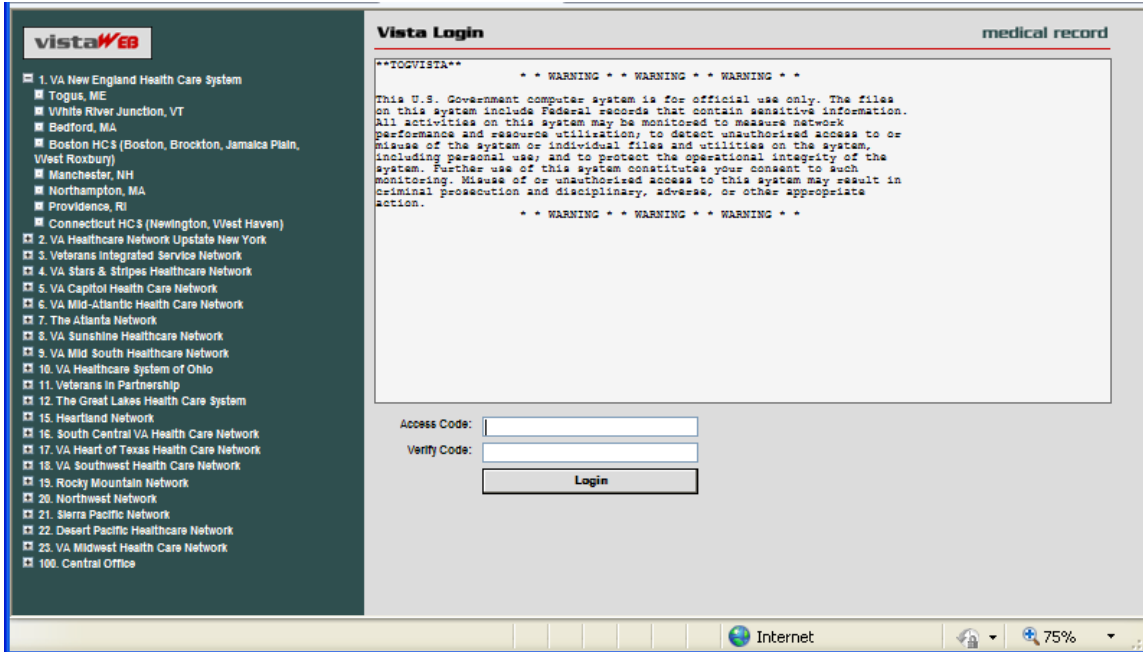 vistaWEB
1. VA New England Health Care System
Togus, ME
White River Junction, VT
Bedford, MA
Boston HCS (Boston, Brockton, Jamaica Plain,
West Roxbury)
Manchester, NH
Northampton, MA
Providence, RI
Connecticut HCS (Newington, West Haven)
2. VA Healthcare Network Upstate New York
3. Veterans Integrated Service Network
4. VA Stars & Stripes Healthcare Network
5. VA Capitol Health Care Network
6. VA Mid-Atlantic Health Care Network
7. The Atlanta Network
8. VA Sunshine Healthcare Network
9. VA Mid South Healthcare Network
10. VA Healthcare System of Ohio
11. Veterans In Partnership
12. The Great Lakes Health Care System
15. Heartland Network
16. South Central VA Health Care Network
17. VA Heart of Texas Health Care Network
18. VA Southwest Health Care Network
19. Rocky Mountain Network
20. Northwest Network
21. Sierra Pacific Network
22. Desert Pacific Healthcare Network
23. VA Midwest Health Care Network
100. Central Office
Vista Login
medical record
**TOGVISTA**
* * WARNING * * WARNING * * WARNING * *
This U.S. Government computer system is for official use only. The files
on this system include Federal records that contain sensitive information.
All activities on this system may be monitored to measure network
performance and resource utilization; to detect unauthorized access to or
misuse of the system or individual files and utilities on the system,
including personal use; and to protect the operational integrity of the
system. Further use of this system constitutes your consent to such
monitoring. Misuse of or unauthorized access to this system may result in
criminal prosecution and disciplinary, adverse, or other appropriate
action.
* * WARNING * * WARNING * * WARNING * *
Access Code:
Verify Code:
Login
Internet
75%